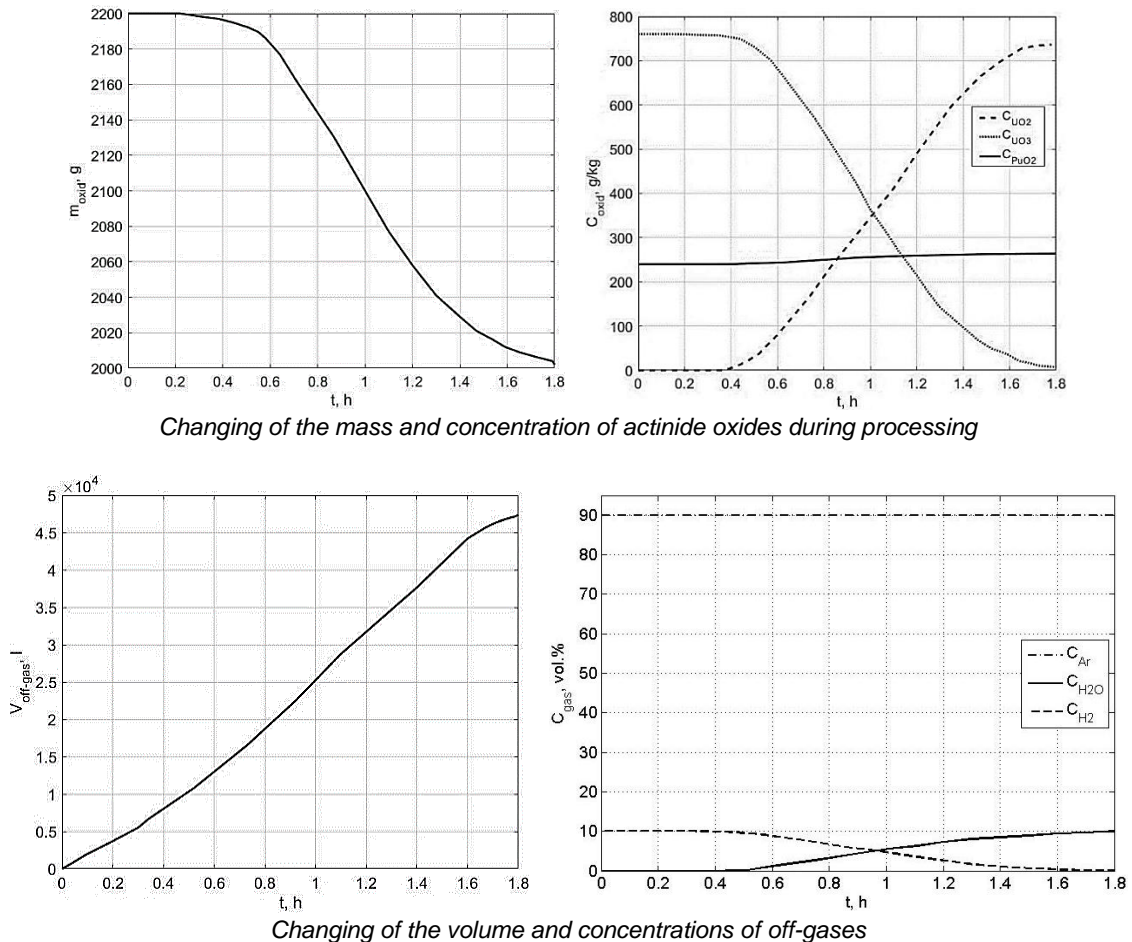 2200
2180
2160
2140
2120
2100
2080
2060
2040
2020
2000
m_oxid, g
0 0.2 0.4 0.6 0.8 1 1.2 1.4 1.6 1.8
t, h
800
700
600
500
400
300
200
100
0
C_oxid, g/kg
C_UO2
C_UO3
C_PuO2
0 0.2 0.4 0.6 0.8 1 1.2 1.4 1.6 1.8
t, h
Changing of the mass and concentration of actinide oxides during processing
×10⁴
5
4.5
4
3.5
3
2.5
2
1.5
1
0.5
0
V_off-gas, l
0 0.2 0.4 0.6 0.8 1 1.2 1.4 1.6 1.8
t, h
90
80
70
60
50
40
30
20
10
0
C_gas, vol.%
C_Ar
C_H2O
C_H2
0 0.2 0.4 0.6 0.8 1 1.2 1.4 1.6 1.8
t, h
Changing of the volume and concentrations of off-gases